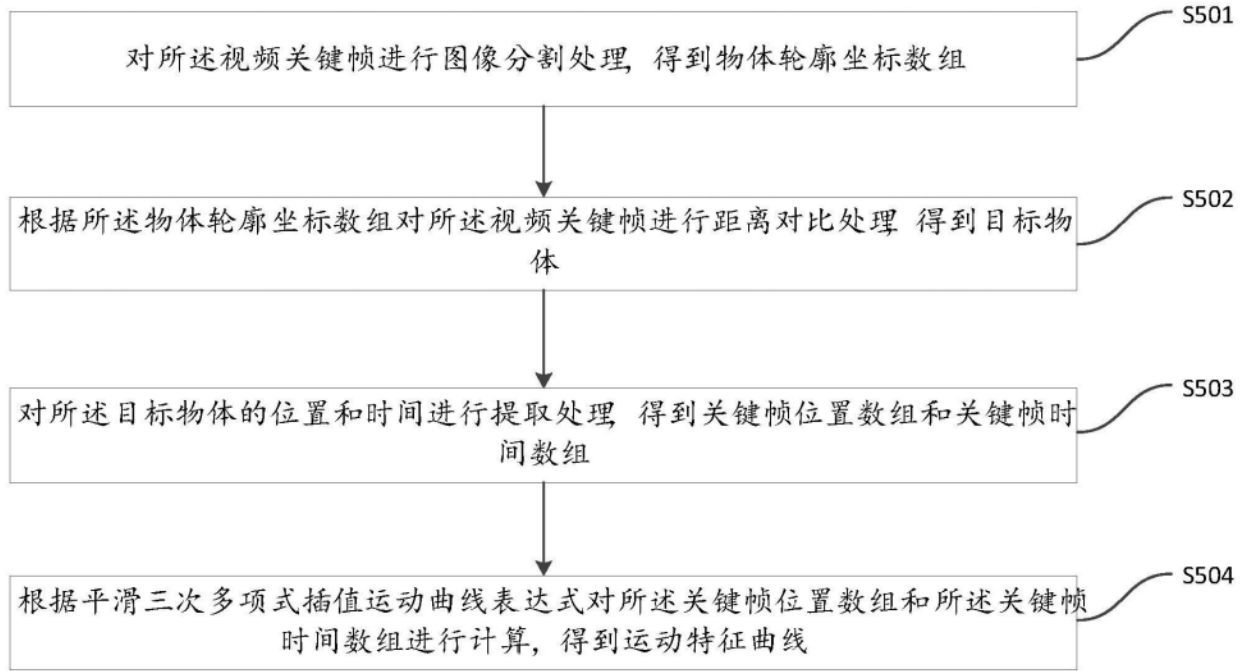 S501
对所述视频关键帧进行图像分割处理，得到物体轮廓坐标数组
S502
根据所述物体轮廓坐标数组对所述视频关键帧进行距离对比处理，得到目标物
体
S503
对所述目标物体的位置和时间进行提取处理，得到关键帧位置数组和关键帧时
间数组
S504
根据平滑三次多项式插值运动曲线表达式对所述关键帧位置数组和所述关键帧
时间数组进行计算，得到运动特征曲线